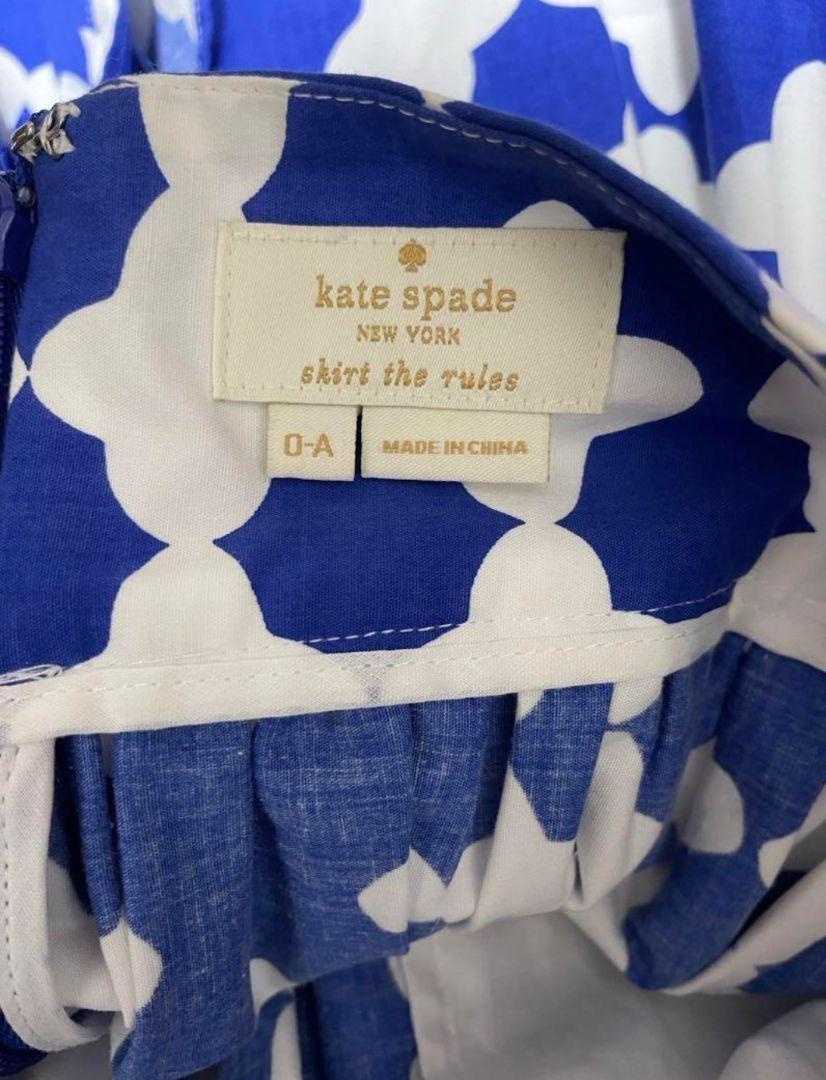 kate spade
NEW YORK
skirt the rules
0-A
MADE IN CHINA